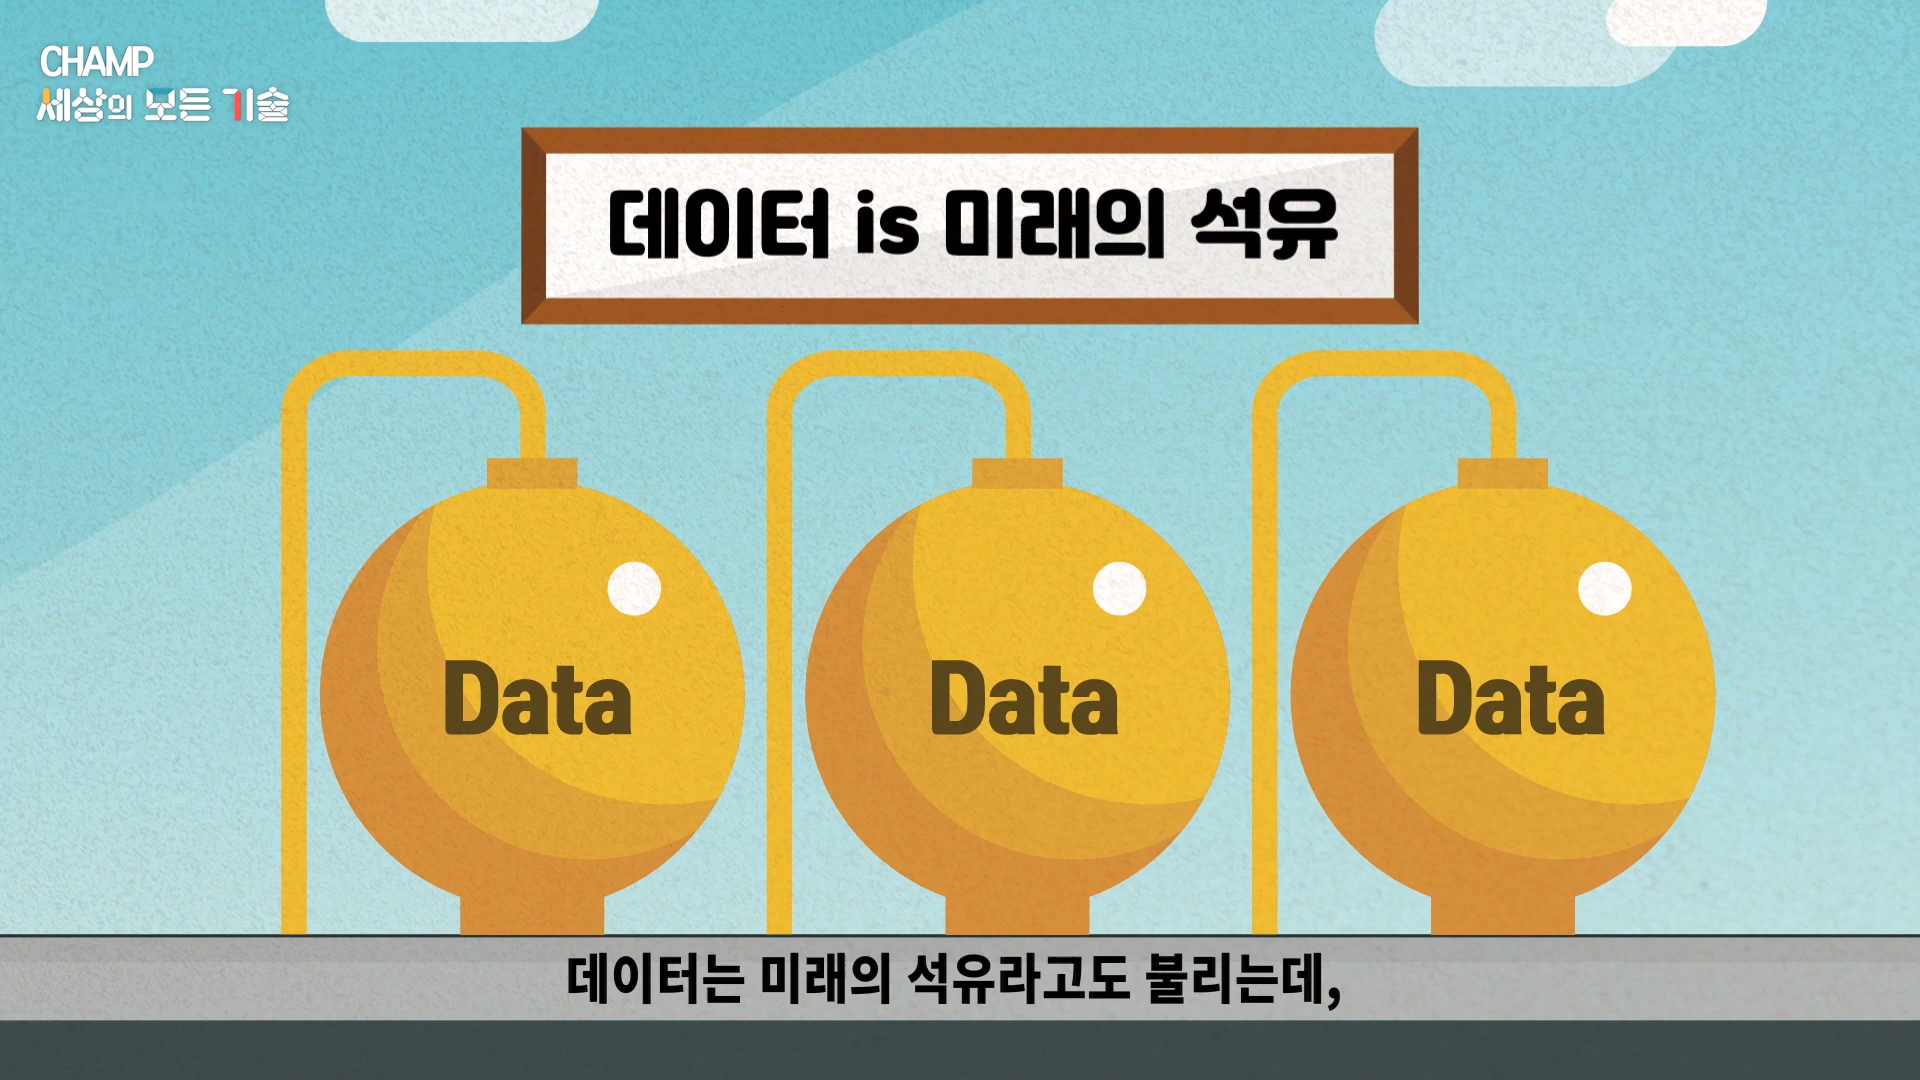 CHAMP
세상의 모든 기술
데이터 is 미래의 석유
Data Data Data
데이터는 미래의 석유라고도 불리는데,